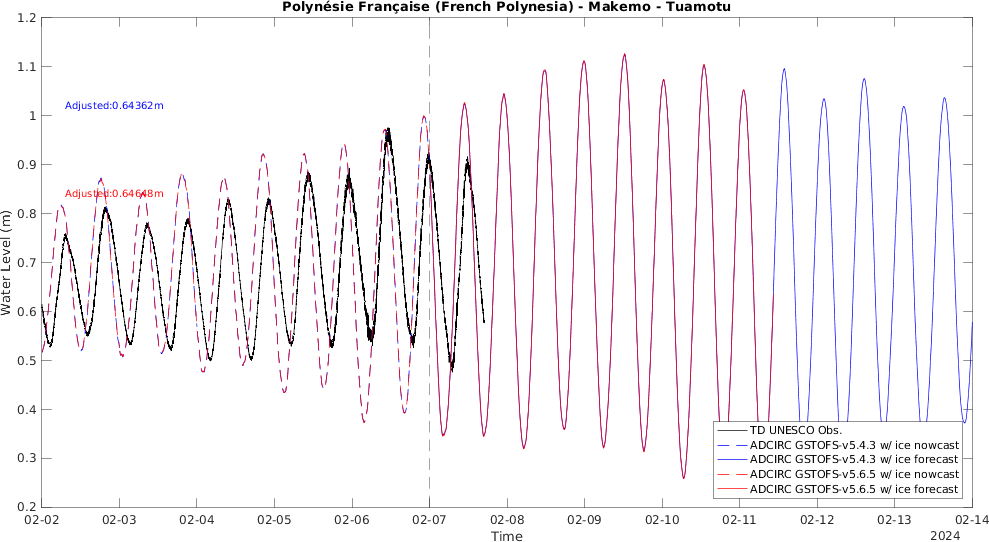 Polynésie Française (French Polynesia) - Makemo - Tuamotu
1.2
1.1
1
0.9
0.8
0.7
0.6
0.5
0.4
0.3
0.2
Water Level (m)
Adjusted:0.64362m
Adjusted:0.64648m
TD UNESCO Obs.
ADCIRC GSTOFS-v5.4.3 w/ ice nowcast
ADCIRC GSTOFS-v5.4.3 w/ ice forecast
ADCIRC GSTOFS-v5.6.5 w/ ice nowcast
ADCIRC GSTOFS-v5.6.5 w/ ice forecast
02-02 02-03 02-04 02-05 02-06 02-07 02-08 02-09 02-10 02-11 02-12 02-13 02-14
Time
2024